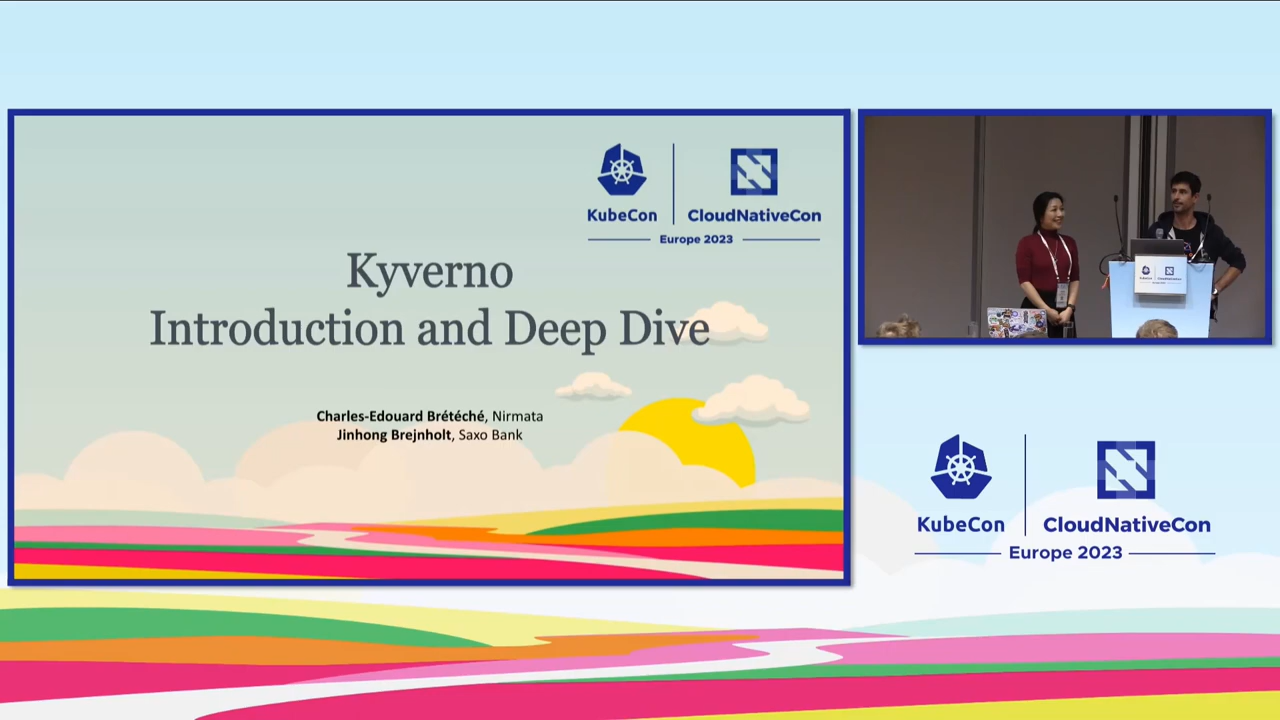 KubeCon
CloudNativeCon
Europe 2023
Kyverno
Introduction and Deep Dive
Charles-Edouard Brétéché, Nirmata
Jinhong Brejnholt, Saxo Bank
KubeCon
CloudNativeCon
Europe 2023